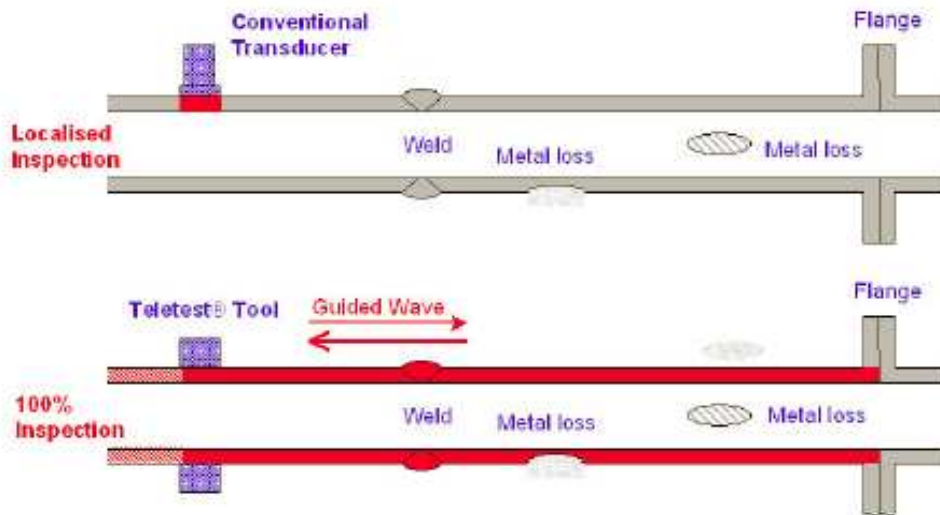 Conventional
Transducer
Flange
Localised
Inspection
Weld
Metal loss
Metal loss
Teletest® Tool
Guided Wave
Flange
100%
Inspection
Weld
Metal loss
Metal loss